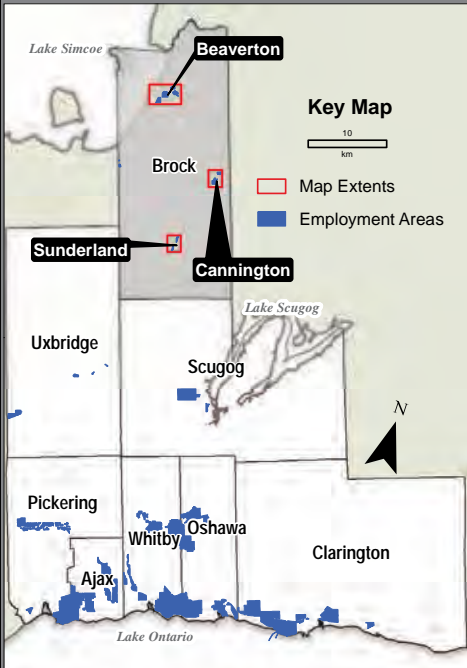 Lake Simcoe
Beaverton
Key Map
10
km
Brock
Map Extents
Employment Areas
Sunderland
Cannington
Lake Scugog
Uxbridge
Scugog
N
Pickering
Whitby
Oshawa
Clarington
Ajax
Lake Ontario